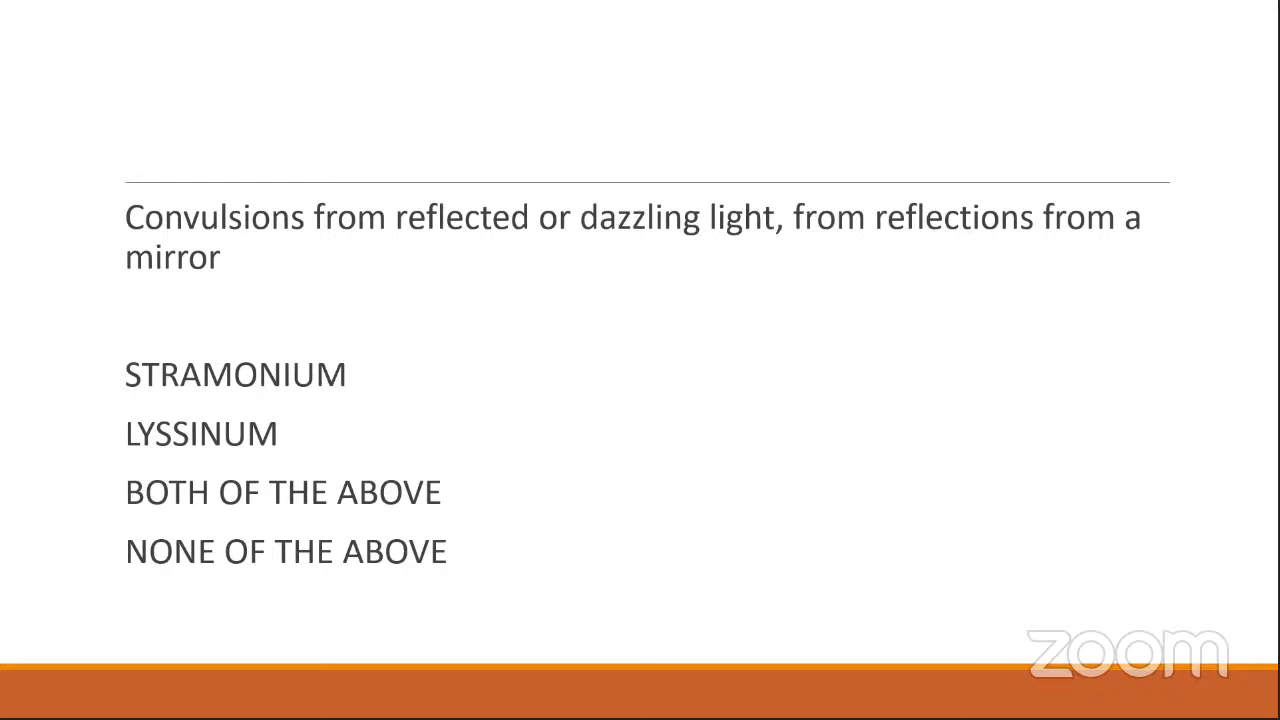 Convulsions from reflected or dazzling light, from reflections from a
mirror
STRAMONIUM
LYSSINUM
BOTH OF THE ABOVE
NONE OF THE ABOVE
zoom